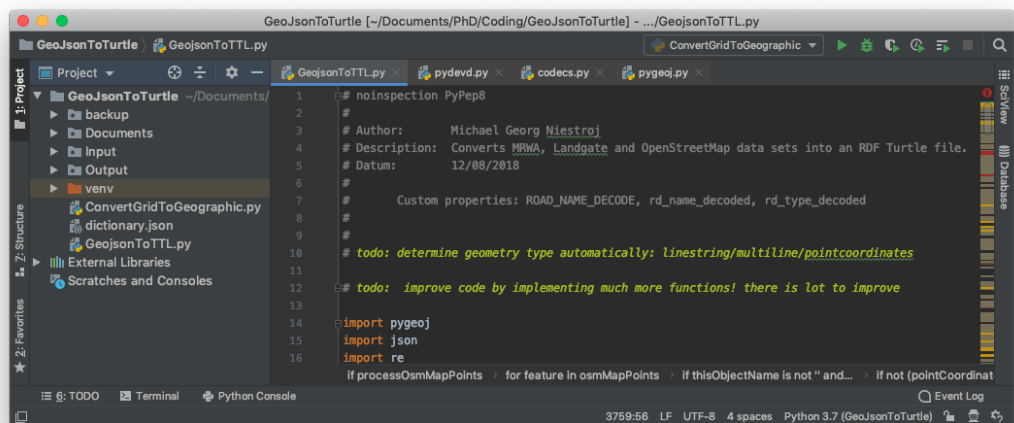 GeoJsonToTurtle [~/Documents/PhD/Coding/GeoJsonToTurtle] - .../GeojsonToTTL.py
GeoJsonToTurtle GeojsonToTTL.py ConvertGridToGeographic
1: Project
Project
GeojsonToTTL.py pydevd.py codecs.py pygeoj.py
GeoJsonToTurtle ~/Documents/
backup
Documents
Input
Output
venv
ConvertGridToGeographic.py
dictionary.json
GeojsonToTTL.py
External Libraries
Scratches and Consoles
7: Structure
2: Favorites
1 # noinspection PyPep8
2 #
3 # Author: Michael Georg Niestroj
4 # Description: Converts MRWA, Landgate and OpenStreetMap data sets into an RDF Turtle file.
5 # Datum: 12/08/2018
6 #
7 # Custom properties: ROAD_NAME_DECODE, rd_name_decoded, rd_type_decoded
8 #
9 #
10 # todo: determine geometry type automatically: linestring/multiline/pointcoordinates
11
12 # todo: improve code by implementing much more functions! there is lot to improve
13
14 import pygeoj
15 import json
16 import re
SciView
Database
if processOsmMapPoints for feature in osmMapPoints if thisObjectName is not '' and... if not (pointCoordinat
6: TODO Terminal Python Console Event Log
3759:56 LF UTF-8 4 spaces Python 3.7 (GeoJsonToTurtle)